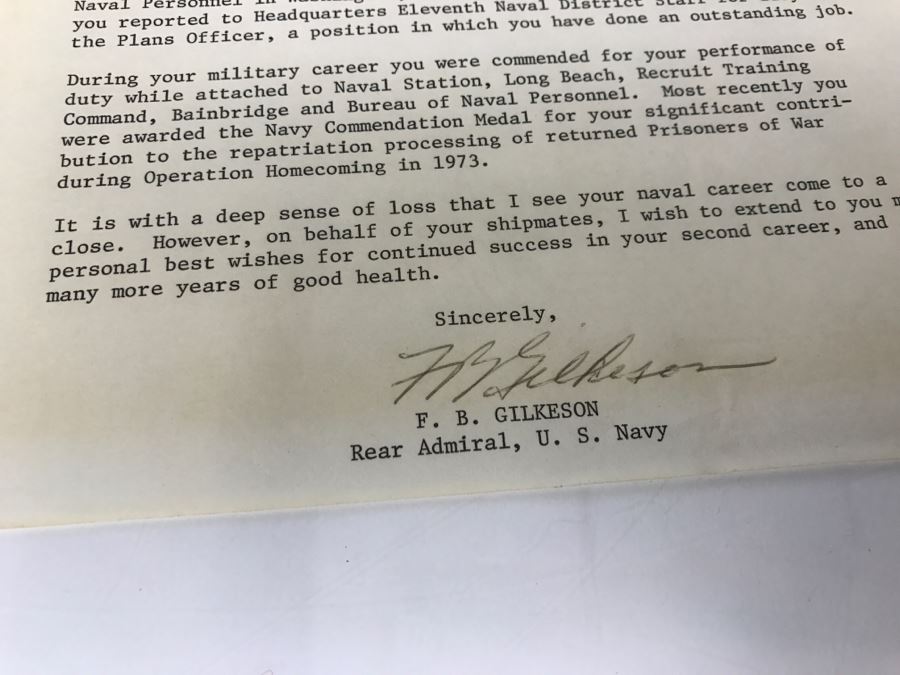 Naval Personnel in
you reported to Headquarters Eleventh Naval District Staff for
the Plans Officer, a position in which you have done an outstanding job.
During your military career you were commended for your performance of
duty while attached to Naval Station, Long Beach, Recruit Training
Command, Bainbridge and Bureau of Naval Personnel. Most recently you
were awarded the Navy Commendation Medal for your significant contri-
bution to the repatriation processing of returned Prisoners of War
during Operation Homecoming in 1973.
It is with a deep sense of loss that I see your naval career come to a
close. However, on behalf of your shipmates, I wish to extend to you
personal best wishes for continued success in your second career, and
many more years of good health.
Sincerely,
F B Gilkeson
F. B. GILKESON
Rear Admiral, U. S. Navy